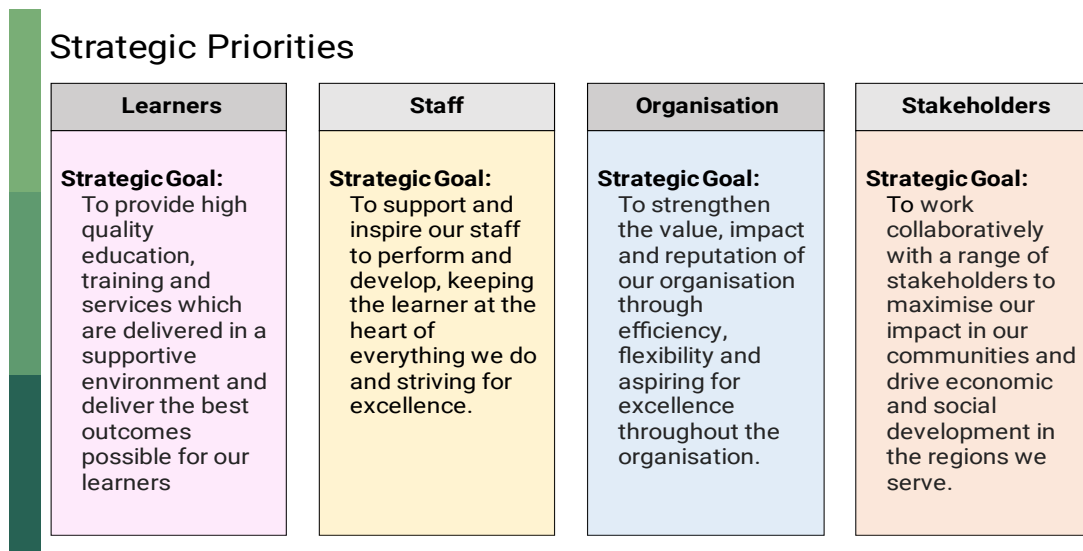 Strategic Priorities
Learners
Strategic Goal:
To provide high
quality
education,
training and
services which
are delivered in a
supportive
environment and
deliver the best
outcomes
possible for our
learners
Staff
Strategic Goal:
To support and
inspire our staff
to perform and
develop, keeping
the learner at the
heart of
everything we do
and striving for
excellence.
Organisation
Strategic Goal:
To strengthen
the value, impact
and reputation of
our organisation
through
efficiency,
flexibility and
aspiring for
excellence
throughout the
organisation.
Stakeholders
Strategic Goal:
To work
collaboratively
with a range of
stakeholders to
maximise our
impact in our
communities and
drive economic
and social
development in
the regions we
serve.